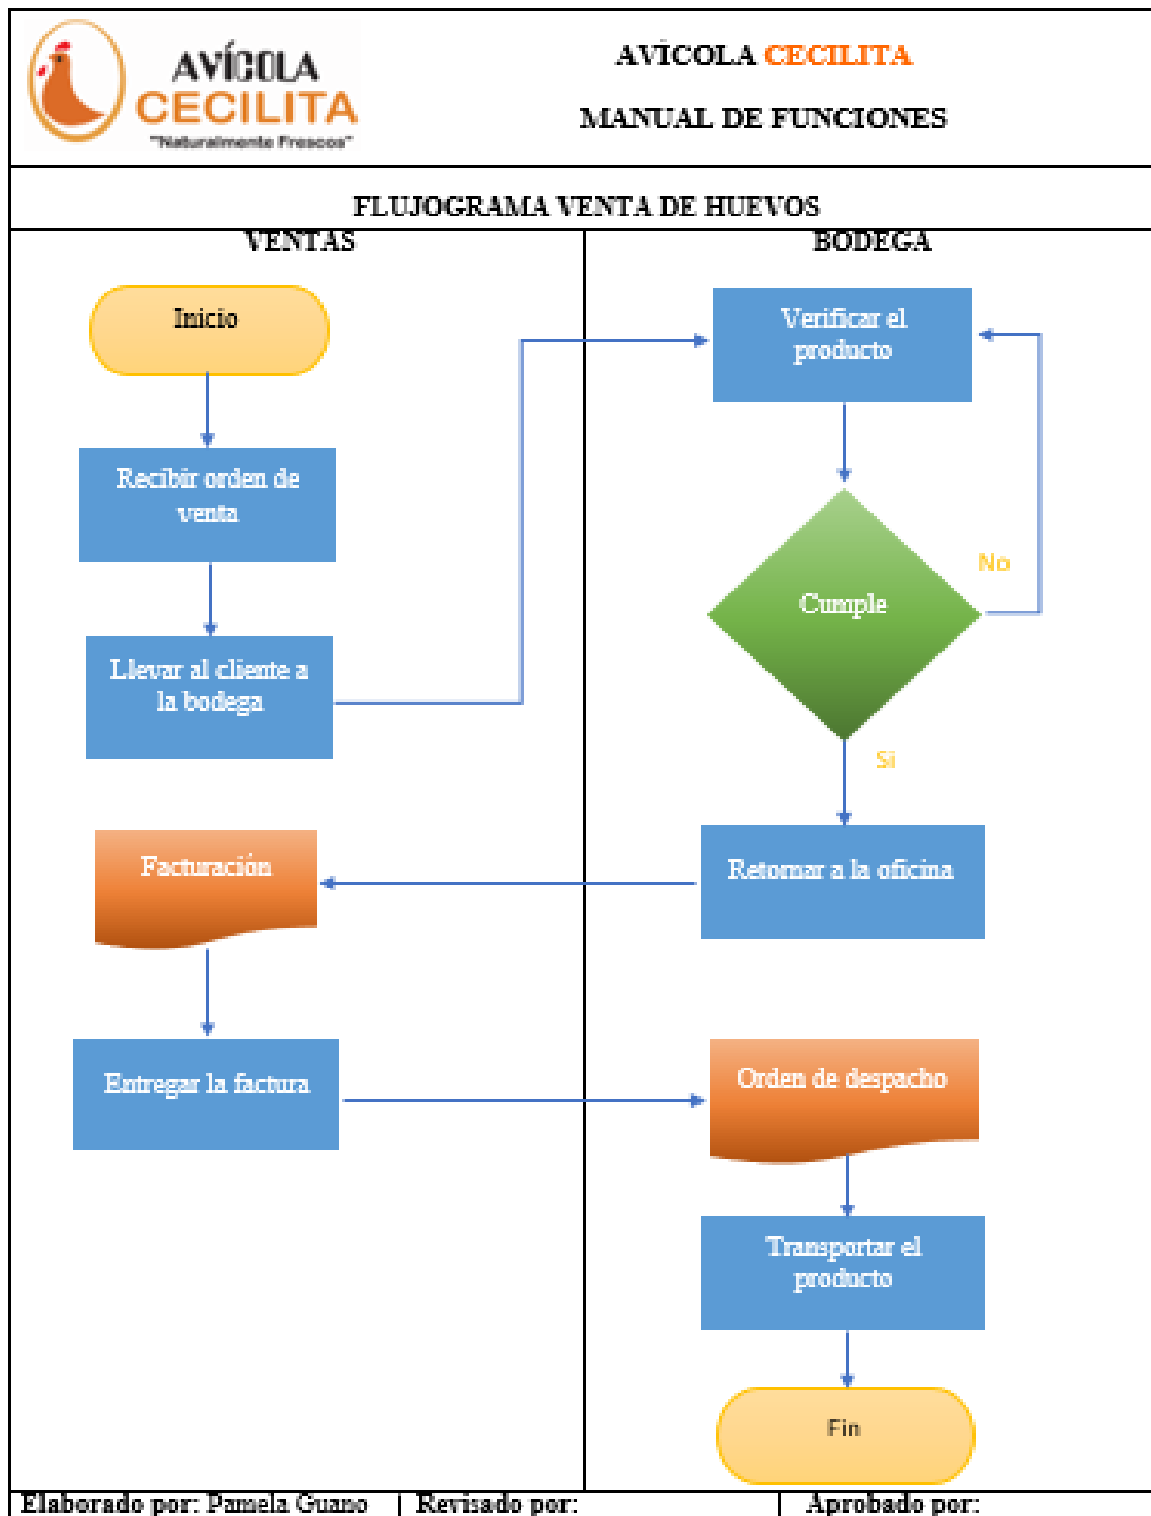 AVÍCOLA
CECILITA
"Naturalmente Frescos"
AVÍCOLA CECILITA
MANUAL DE FUNCIONES
FLUJOGRAMA VENTA DE HUEVOS
VENTAS
Inicio
Recibir orden de
venta
Llevar al cliente a
la bodega
Facturación
Entregar la factura
BODEGA
Verificar el
producto
Cumple
No
Si
Retornar a la oficina
Orden de despacho
Transportar el
producto
Fin
Elaborado por: Pamela Guano
Revisado por:
Aprobado por: